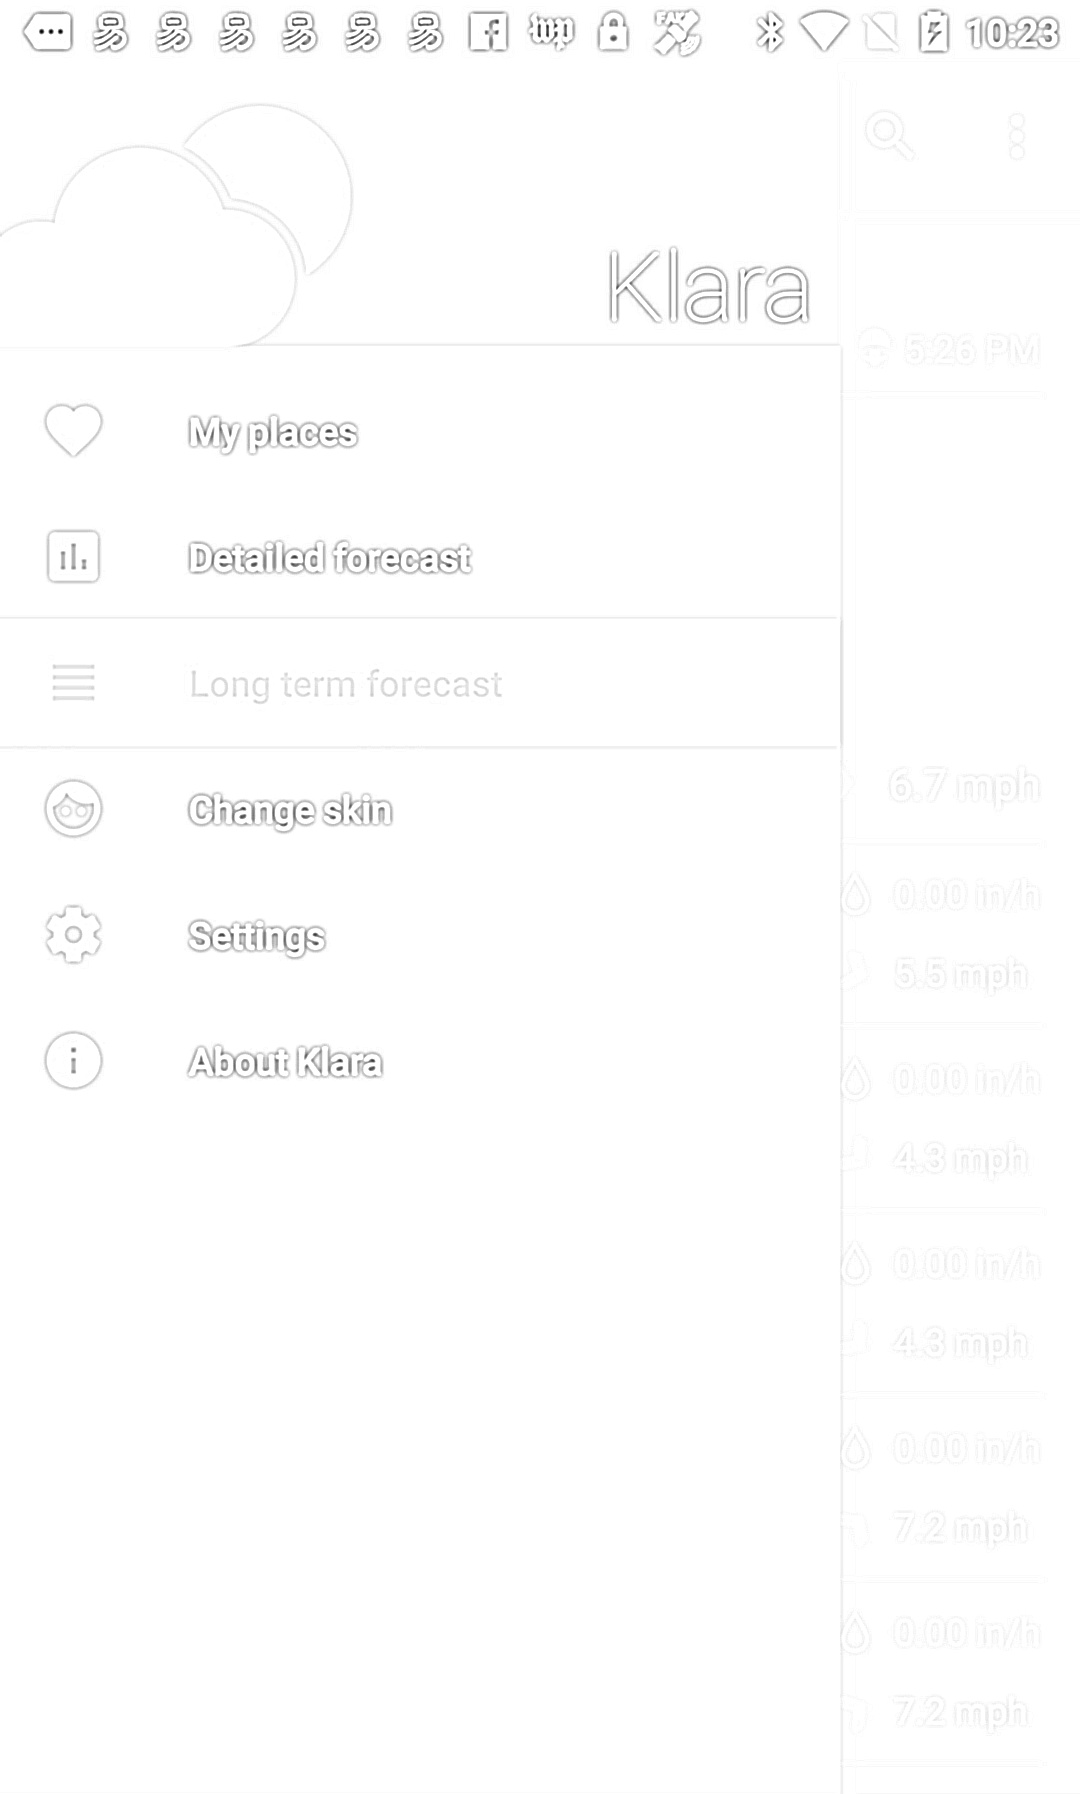 10:23
Klara
5:26 PM
My places
Detailed forecast
Long term forecast
6.7 mph
Change skin
0.00 in/h
Settings
5.5 mph
About Klara
0.00 in/h
4.3 mph
0.00 in/h
4.3 mph
0.00 in/h
7.2 mph
0.00 in/h
7.2 mph